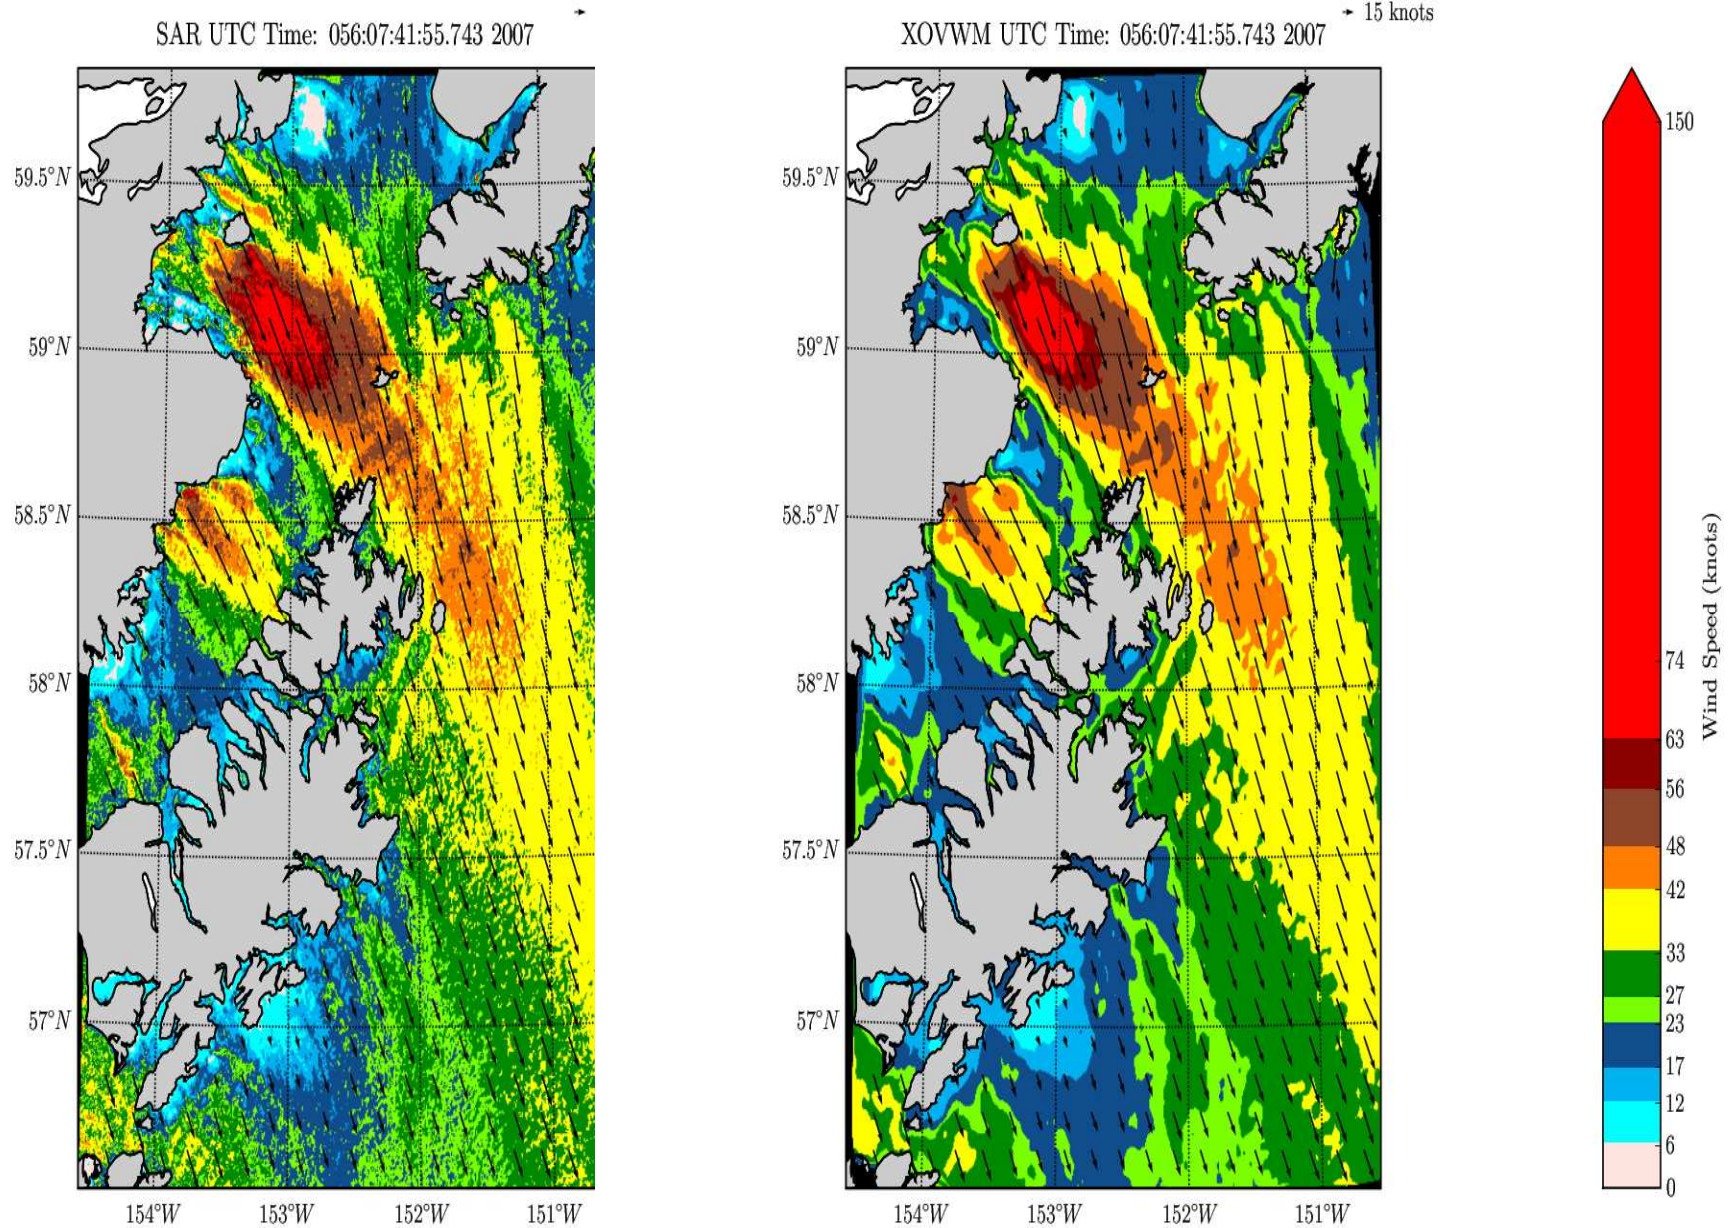 15 knots
SAR UTC Time: 056:07:41:55.743 2007
XOVWM UTC Time: 056:07:41:55.743 2007
59.5°N
59°N
58.5°N
58°N
57.5°N
57°N
154°W
153°W
152°W
151°W
59.5°N
59°N
58.5°N
58°N
57.5°N
57°N
154°W
153°W
152°W
151°W
150
74
63
56
48
42
33
27
23
17
12
6
0
Wind Speed (knots)